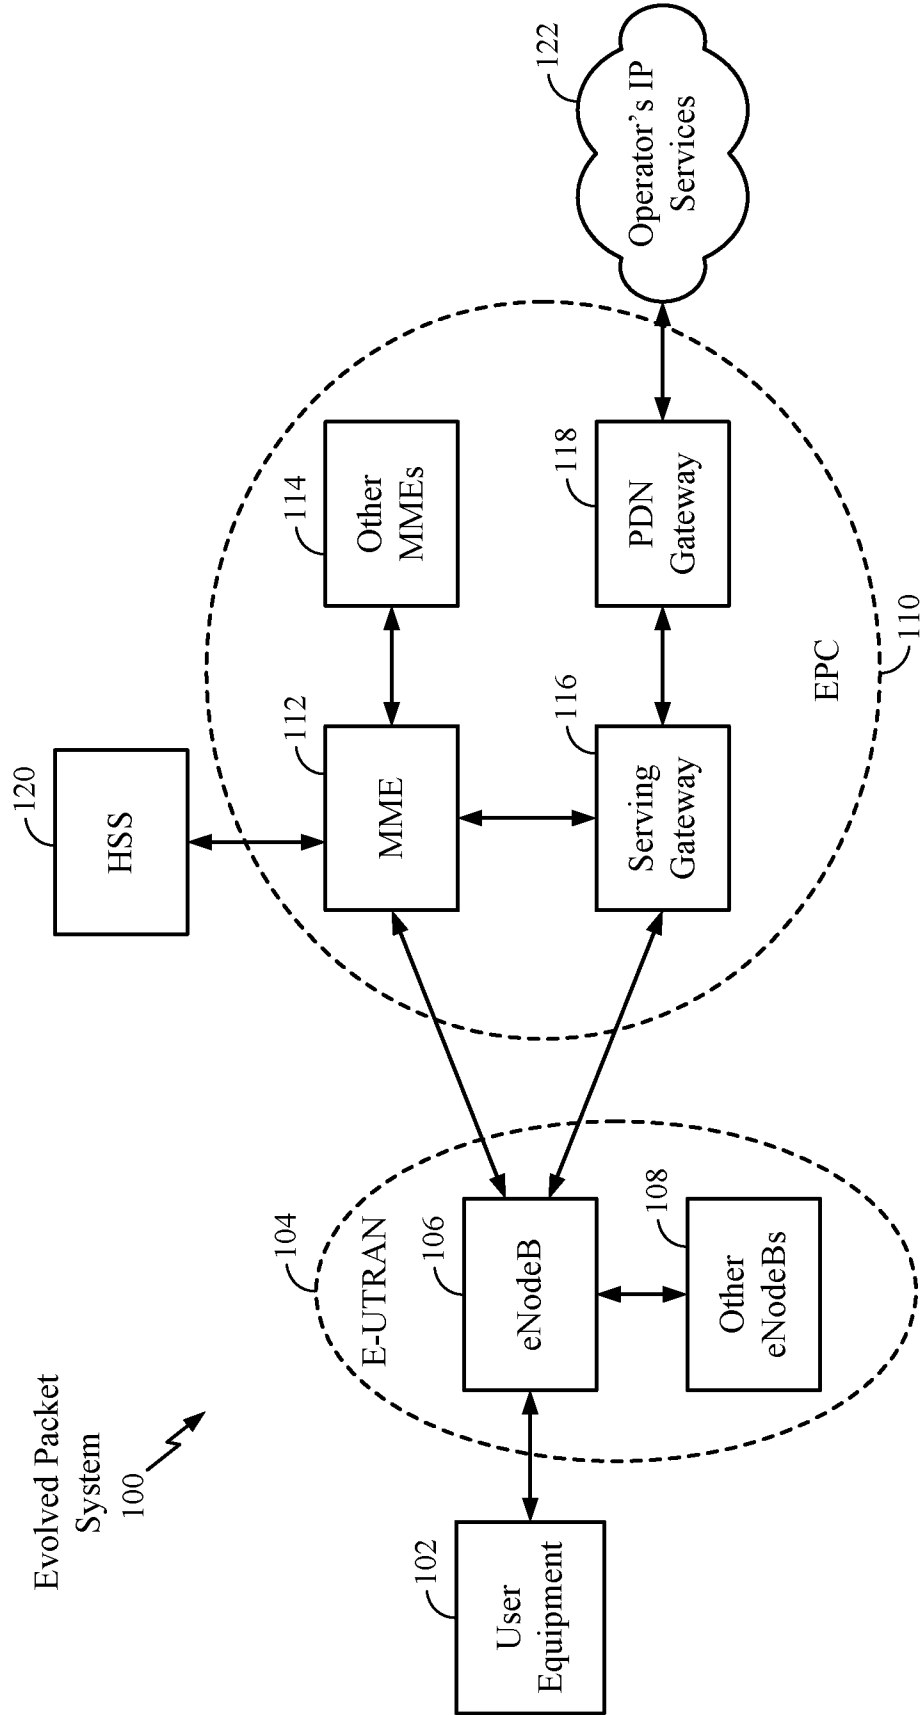 Evolved Packet
System
100
120
HSS
104
E-UTRAN
102
User
Equipment
106
eNodeB
108
Other
eNodeBs
112
MME
114
Other
MMEs
116
Serving
Gateway
118
PDN
Gateway
EPC
110
122
Operator's IP
Services